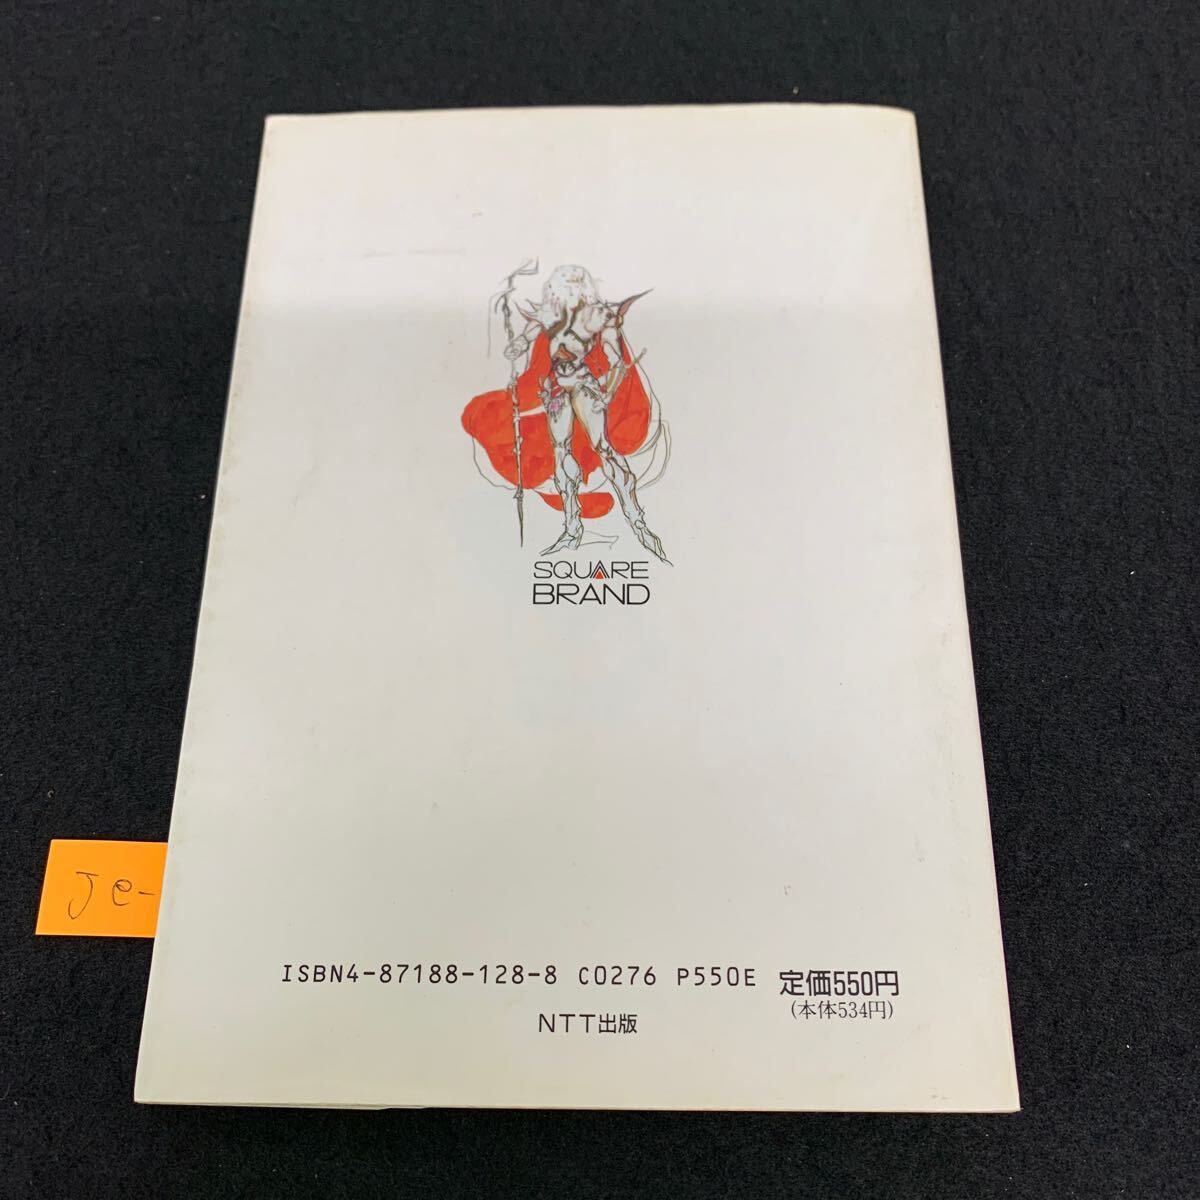 SQUARE
BRAND
Je-
ISBN4-87188-128-8 C0276 P550E 定価550円
(本体534円)
NTT出版